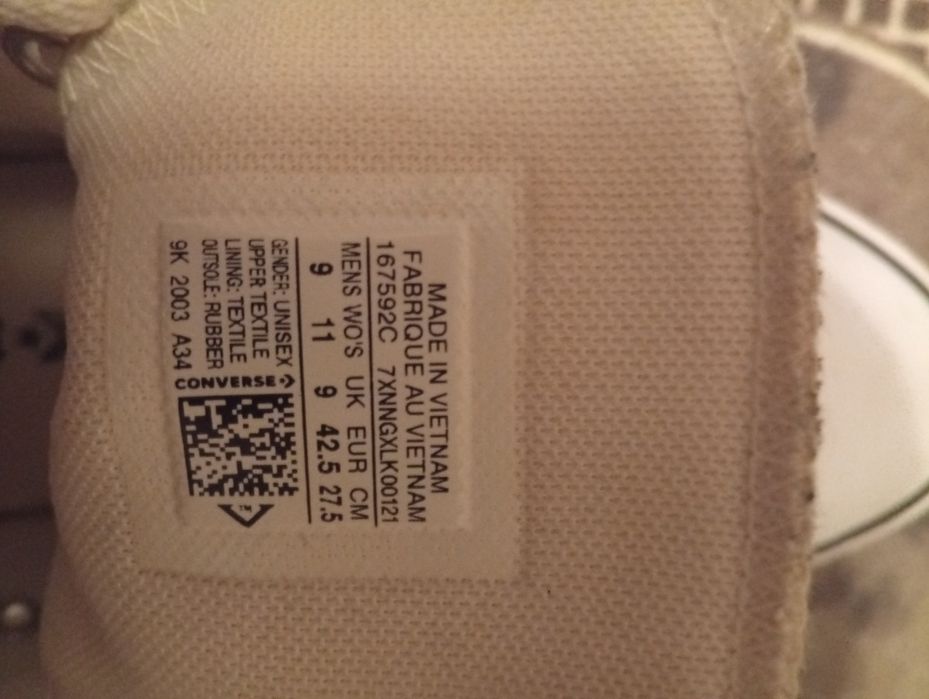 MADE IN VIETNAM
FABRIQUE AU VIETNAM
167592C 7XNNGXLK00121
MENS WO'S UK EUR CM
9 11 9 42.5 27.5
GENDER: UNISEX
UPPER TEXTILE
LINING: TEXTILE
OUTSOLE: RUBBER
9K 2003 A34
CONVERSE